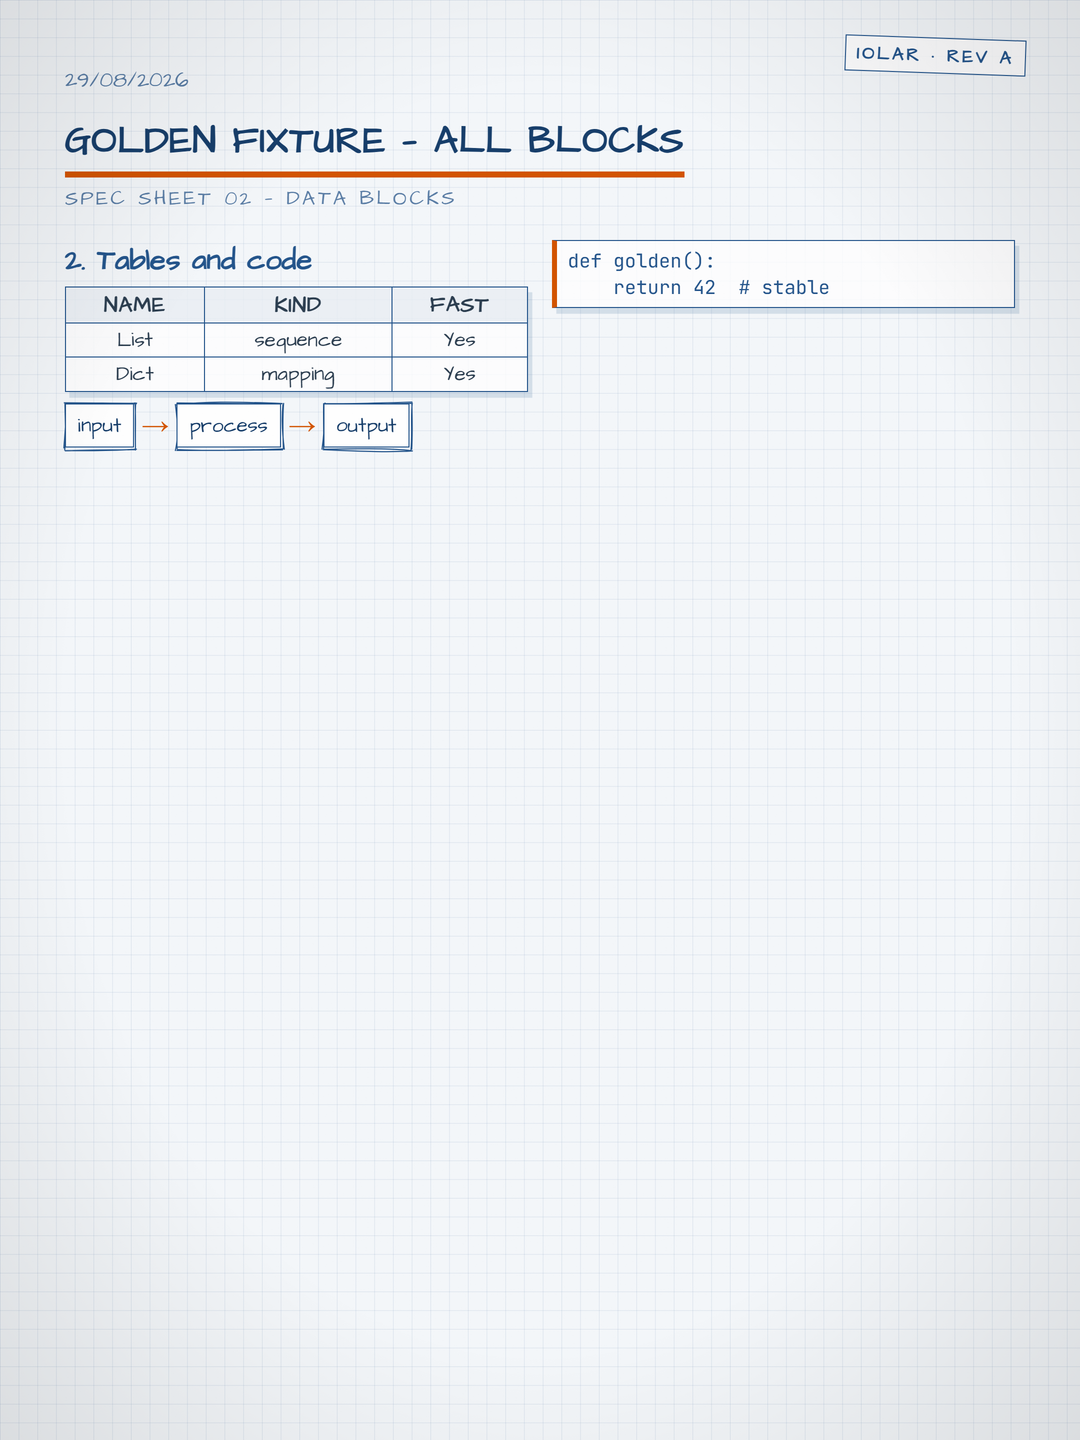 IOLAR · REV A
29/08/2026
GOLDEN FIXTURE - ALL BLOCKS
SPEC SHEET 02 - DATA BLOCKS
2. Tables and code
NAME KIND FAST
List sequence Yes
Dict mapping Yes
input → process → output
def golden():
    return 42  # stable